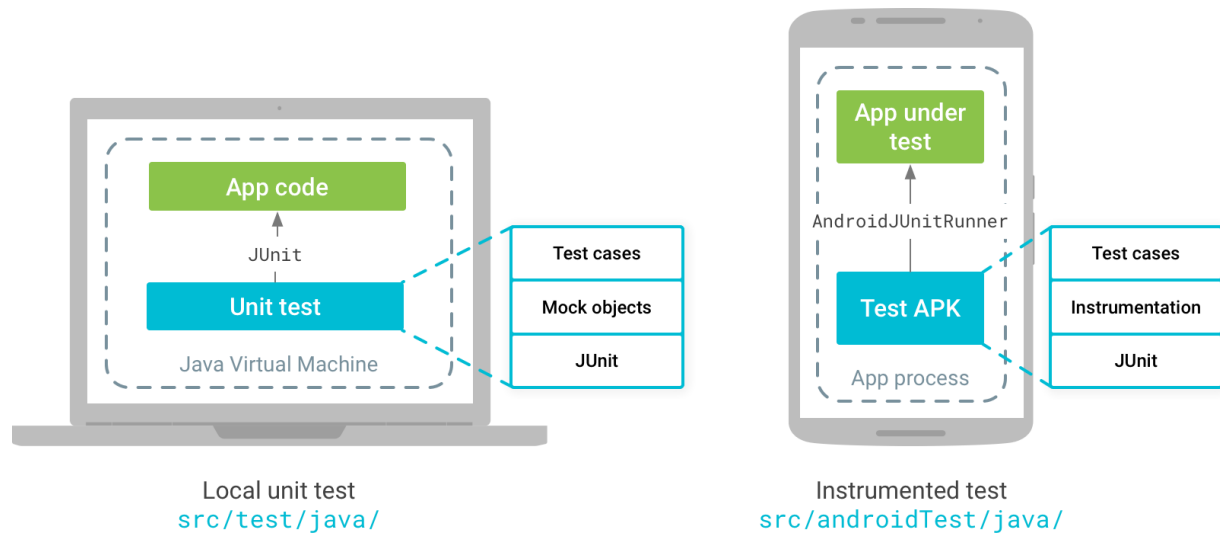 App code
JUnit
Unit test
Java Virtual Machine
Test cases
Mock objects
JUnit
Local unit test
src/test/java/
App under
test
AndroidJUnitRunner
Test APK
App process
Test cases
Instrumentation
JUnit
Instrumented test
src/androidTest/java/